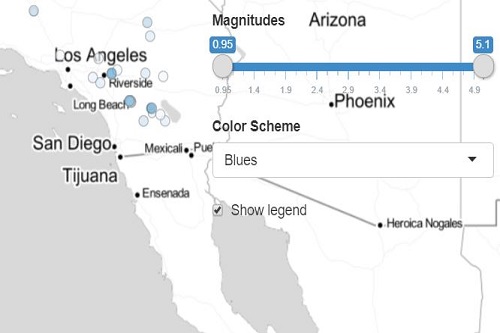 Magnitudes
Arizona
0.95
5.1
0.95 1.4 1.9 2.4 2.9 3.4 3.9 4.4 4.9
Los Angeles
Riverside
Long Beach
Phoenix
Color Scheme
San Diego
Mexicali
Pue
Blues
Tijuana
Ensenada
Show legend
Heroica Nogales